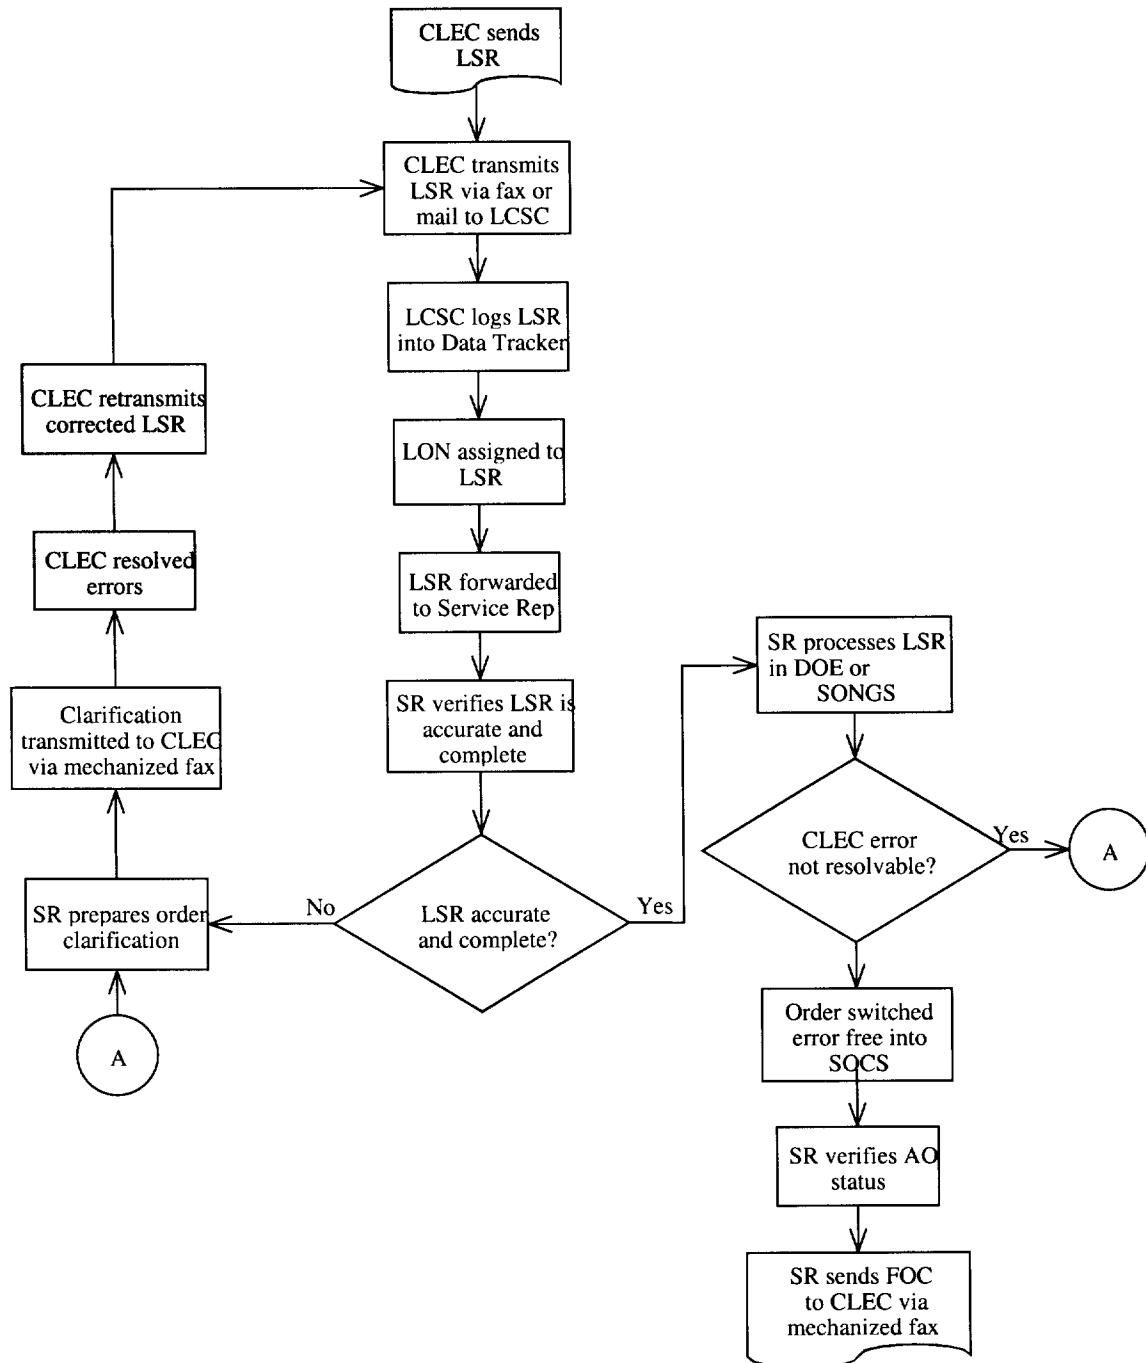 CLEC sends
LSR
CLEC transmits
LSR via fax or
mail to LCSC
LCSC logs LSR
into Data Tracker
CLEC retransmits
corrected LSR
LON assigned to
LSR
CLEC resolved
errors
LSR forwarded
to Service Rep
SR processes LSR
in DOE or
SONGS
Clarification
transmitted to CLEC
via mechanized fax
SR verifies LSR is
accurate and
complete
CLEC error
not resolvable?
Yes
A
SR prepares order
clarification
No
LSR accurate
and complete?
Yes
Order switched
error free into
SOCS
A
SR verifies AO
status
SR sends FOC
to CLEC via
mechanized fax